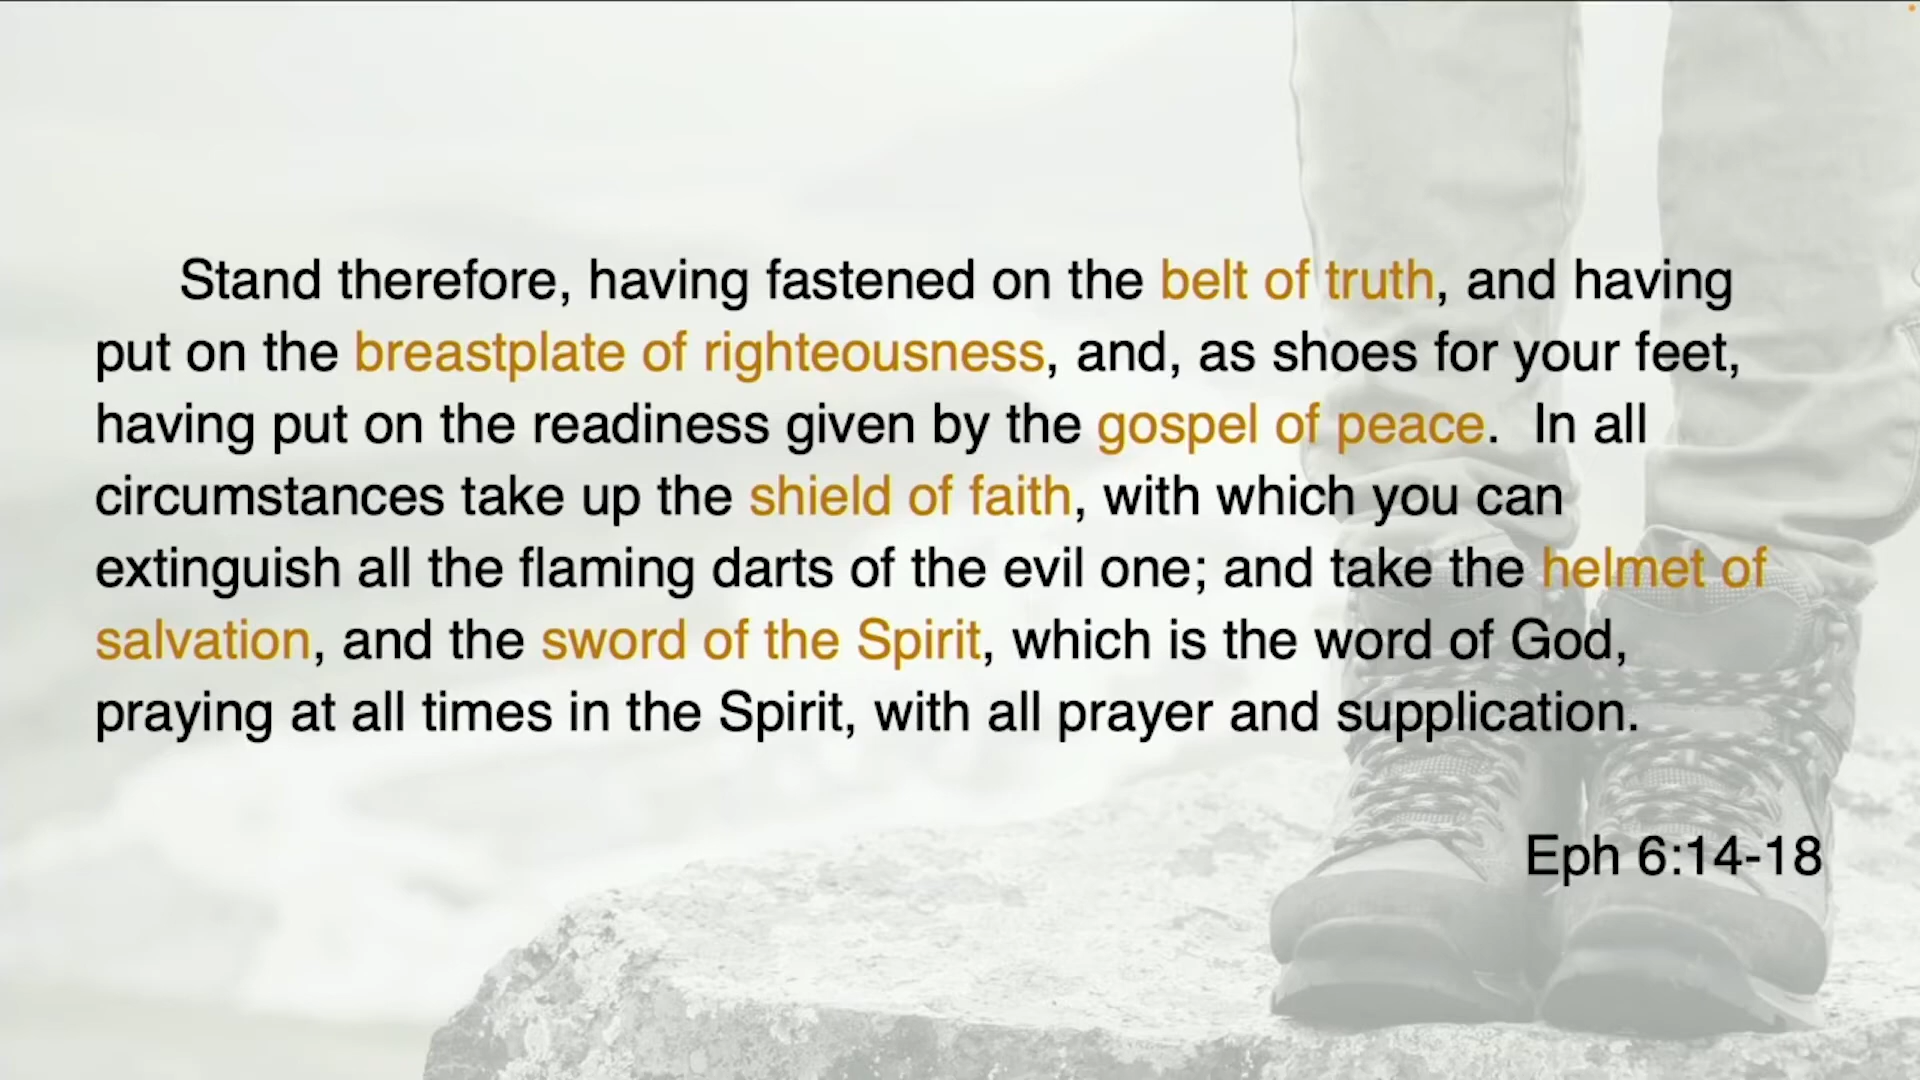 Stand therefore, having fastened on the belt of truth, and having
put on the breastplate of righteousness, and, as shoes for your feet,
having put on the readiness given by the gospel of peace.  In all
circumstances take up the shield of faith, with which you can
extinguish all the flaming darts of the evil one; and take the helmet of
salvation, and the sword of the Spirit, which is the word of God,
praying at all times in the Spirit, with all prayer and supplication.
Eph 6:14-18